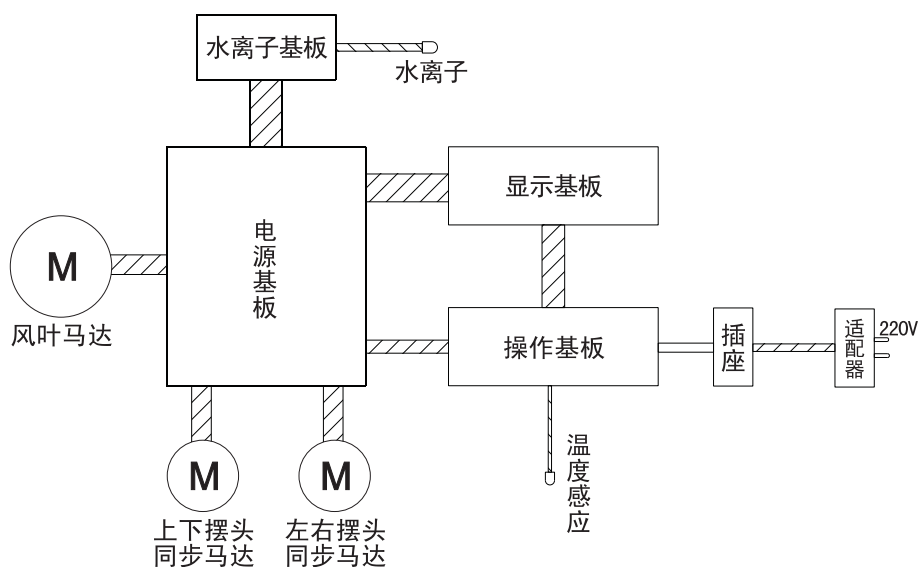 水离子基板
水离子
电源基板
显示基板
M
风叶马达
操作基板
插座
适配器
220V
温度感应
M
上下摆头
同步马达
M
左右摆头
同步马达